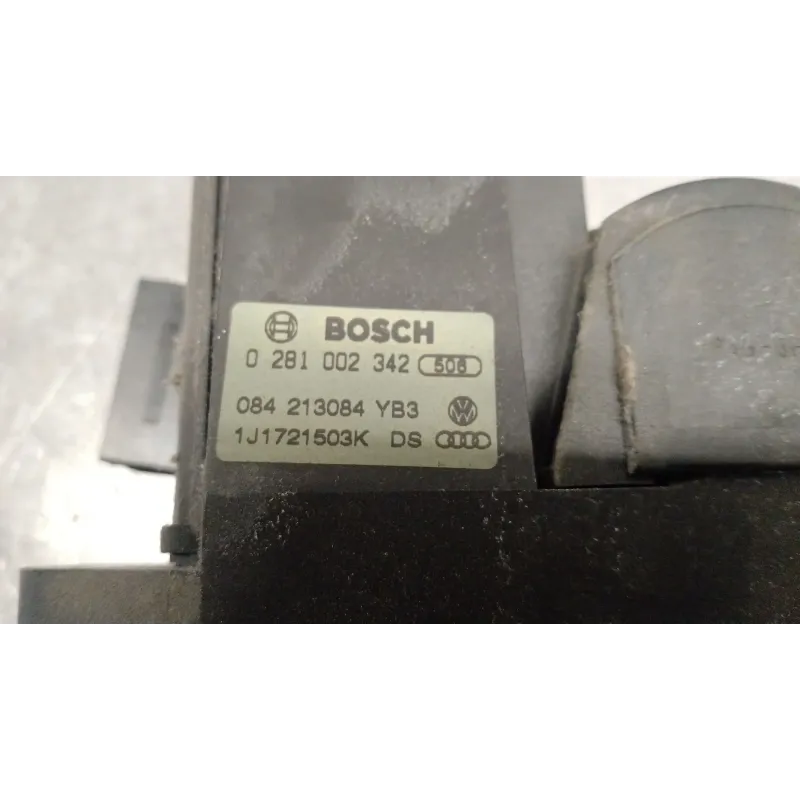 BOSCH
0 281 002 342 506
084 213084 YB3
1J1721503K DS